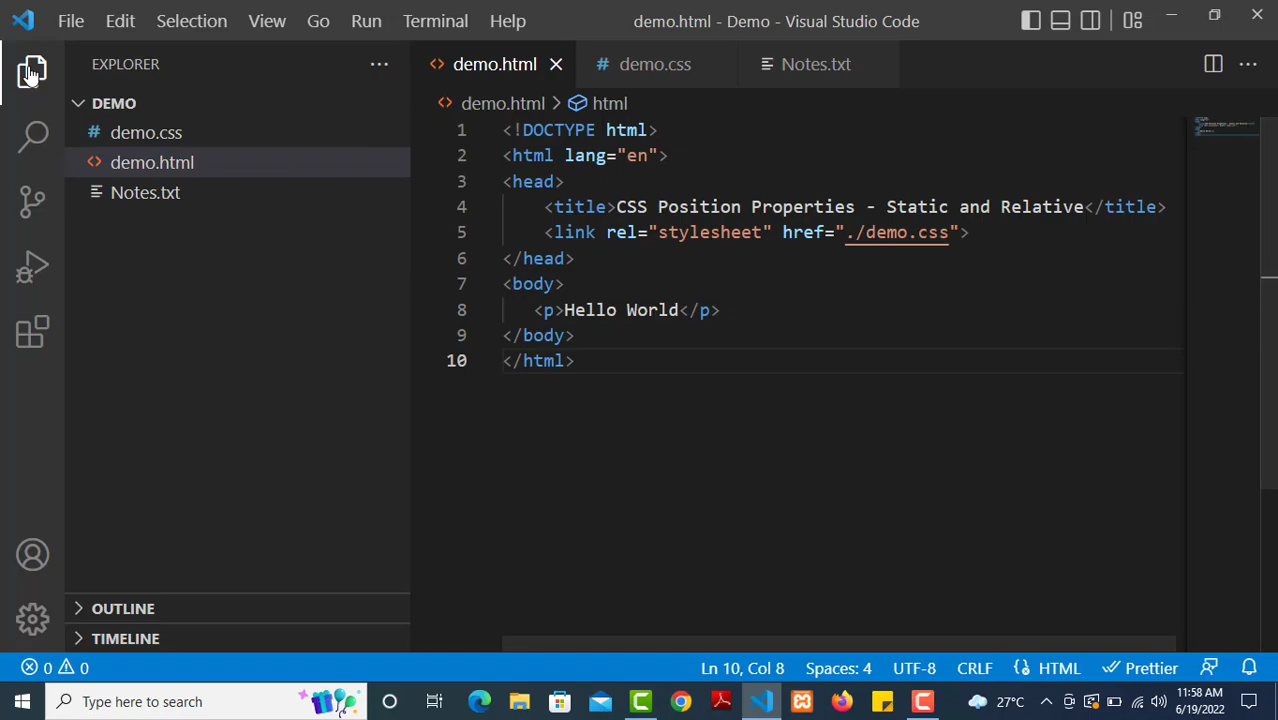 File Edit Selection View Go Run Terminal Help demo.html - Demo - Visual Studio Code
EXPLORER
DEMO
demo.css
demo.html
Notes.txt
OUTLINE
TIMELINE
demo.html demo.css Notes.txt
demo.html > html
1 <!DOCTYPE html>
2 <html lang="en">
3 <head>
4 <title>CSS Position Properties - Static and Relative</title>
5 <link rel="stylesheet" href="./demo.css">
6 </head>
7 <body>
8 <p>Hello World</p>
9 </body>
10 </html>
0 0 Ln 10, Col 8 Spaces: 4 UTF-8 CRLF HTML Prettier
Type here to search 27°C 11:58 AM
6/19/2022